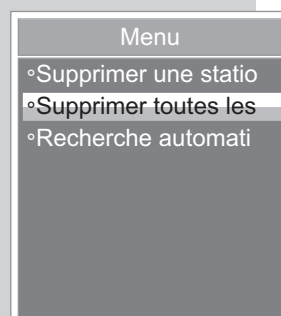 Menu
°Supprimer une statio
°Supprimer toutes les
°Recherche automati